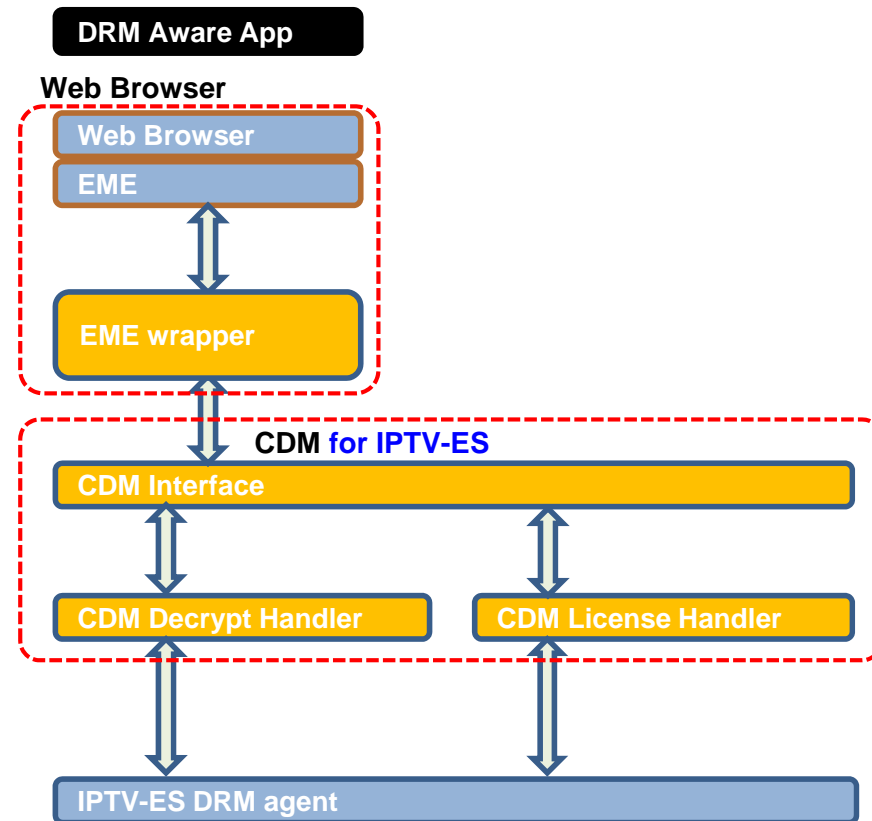 DRM Aware App
Web Browser
Web Browser
EME
EME wrapper
CDM for IPTV-ES
CDM Interface
CDM Decrypt Handler
CDM License Handler
IPTV-ES DRM agent